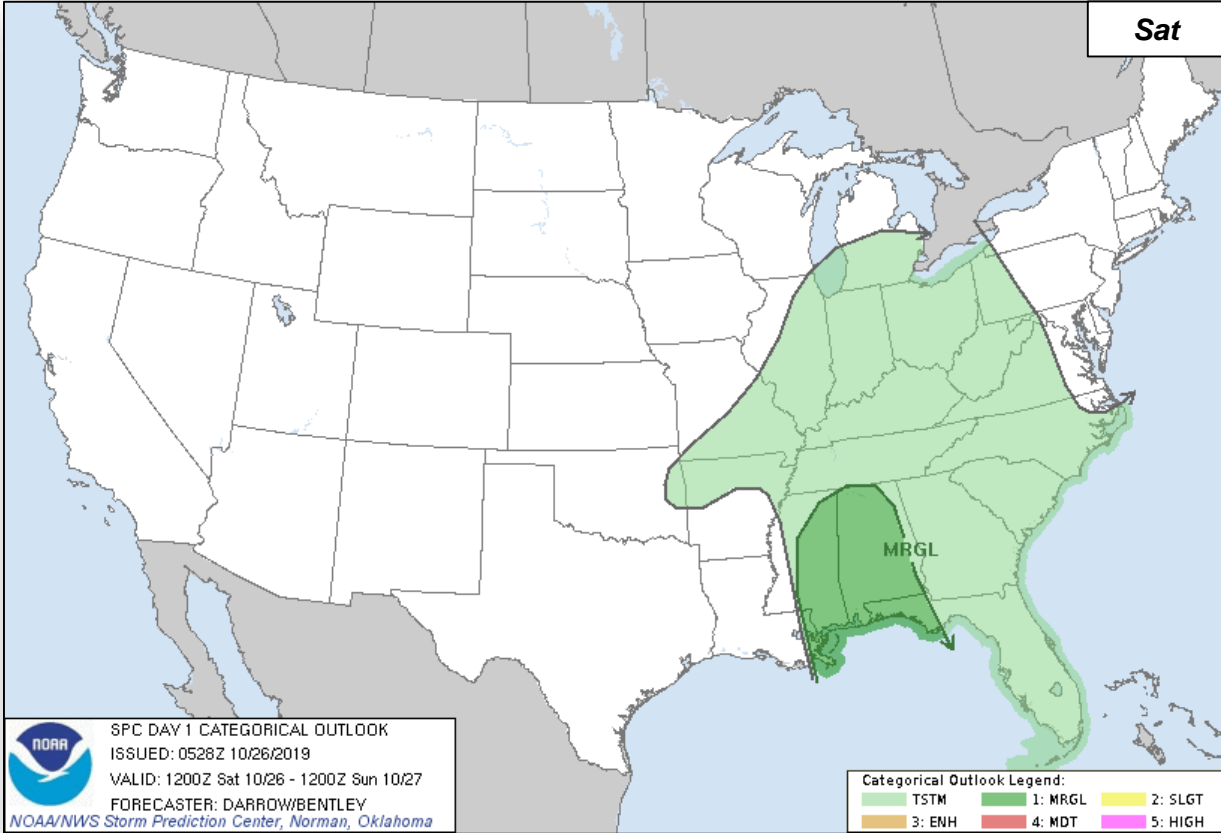 Sat
MRGL
NOAA
SPC DAY 1 CATEGORICAL OUTLOOK
ISSUED: 0528Z 10/26/2019
VALID: 1200Z Sat 10/26 - 1200Z Sun 10/27
FORECASTER: DARROW/BENTLEY
NOAA/NWS Storm Prediction Center, Norman, Oklahoma
Categorical Outlook Legend:
TSTM 1: MRGL 2: SLGT
3: ENH 4: MDT 5: HIGH